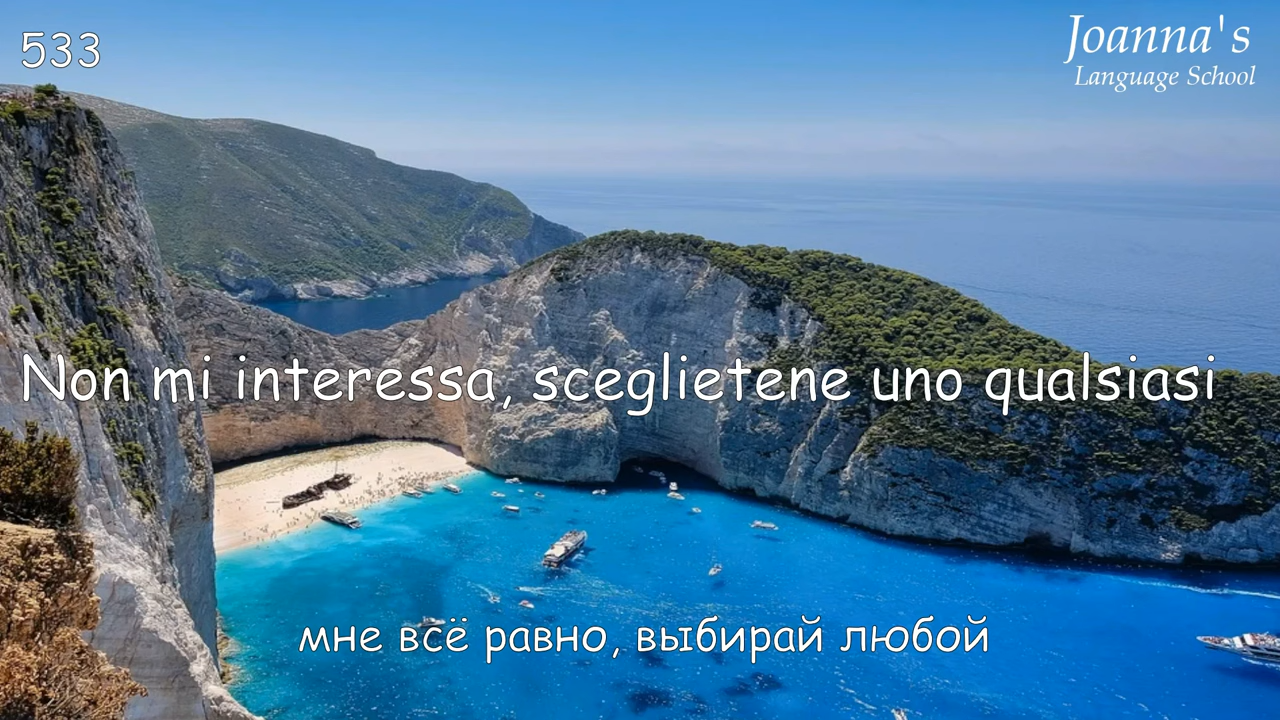 533
Joanna's
Language School
Non mi interessa, sceglietene uno qualsiasi
мне всё равно, выбирай любой